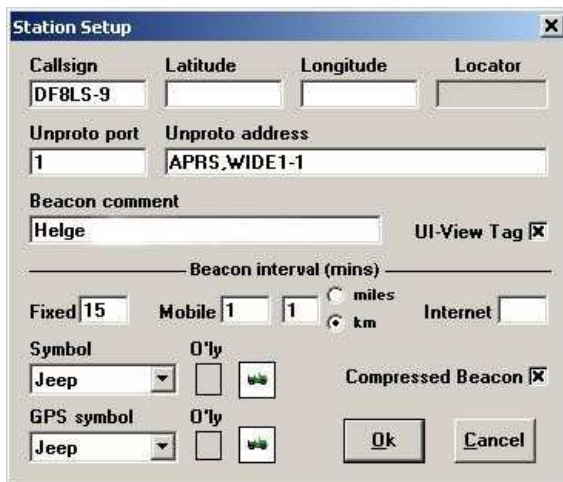 Station Setup
Callsign Latitude Longitude Locator
DF8LS-9
Unproto port Unproto address
1 APRS,WIDE1-1
Beacon comment
Helge UI-View Tag
Beacon interval (mins)
Fixed 15 Mobile 1 1 miles km Internet
Symbol O'ly
Jeep Compressed Beacon
GPS symbol O'ly
Jeep Ok Cancel